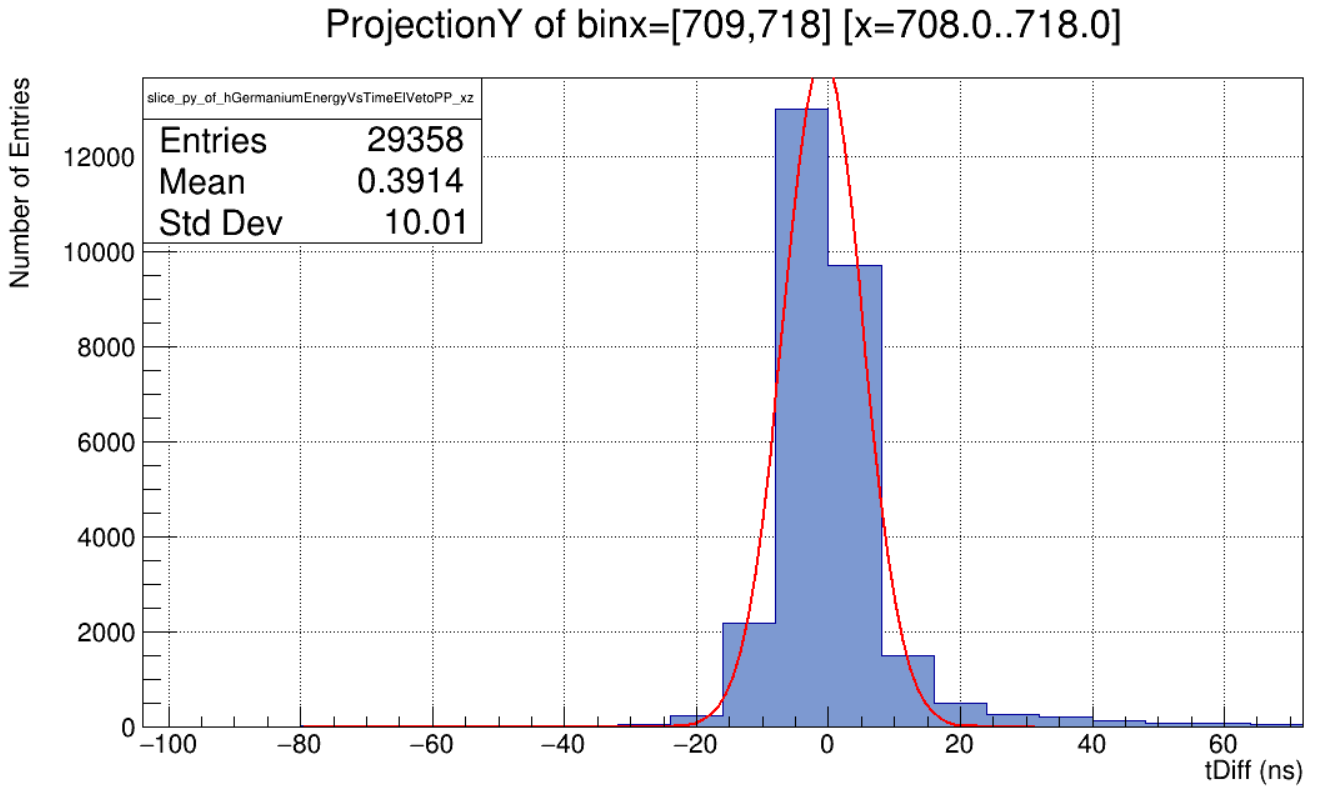 ProjectionY of binx=[709,718] [x=708.0..718.0]
Number of Entries
slice_py_of_hGermaniumEnergyVsTimeElVetoPP_xz
Entries 29358
Mean 0.3914
Std Dev 10.01
12000
10000
8000
6000
4000
2000
0
−100 −80 −60 −40 −20 0 20 40 60
tDiff (ns)